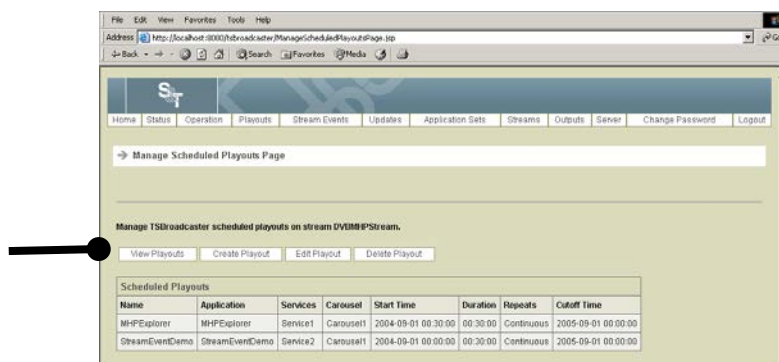 File Edit View Favorites Tools Help
Address http://localhost:8080/tsbroadcaster/ManageScheduledPlayoutsPage.jsp
Back Search Favorites Media
ST
Home Status Operation Playouts Stream Events Updates Application Sets Streams Outputs Server Change Password Logout
Manage Scheduled Playouts Page
Manage TSBroadcaster scheduled playouts on stream DVBMHPStream.
View Playouts Create Playout Edit Playout Delete Playout
Scheduled Playouts
Name Application Services Carousel Start Time Duration Repeats Cutoff Time
MHPExplorer MHPExplorer Service1 Carousel1 2004-09-01 00:30:00 00:30:00 Continuous 2005-09-01 00:00:00
StreamEventDemo StreamEventDemo Service2 Carousel1 2004-09-01 00:00:00 00:30:00 Continuous 2005-09-01 00:00:00